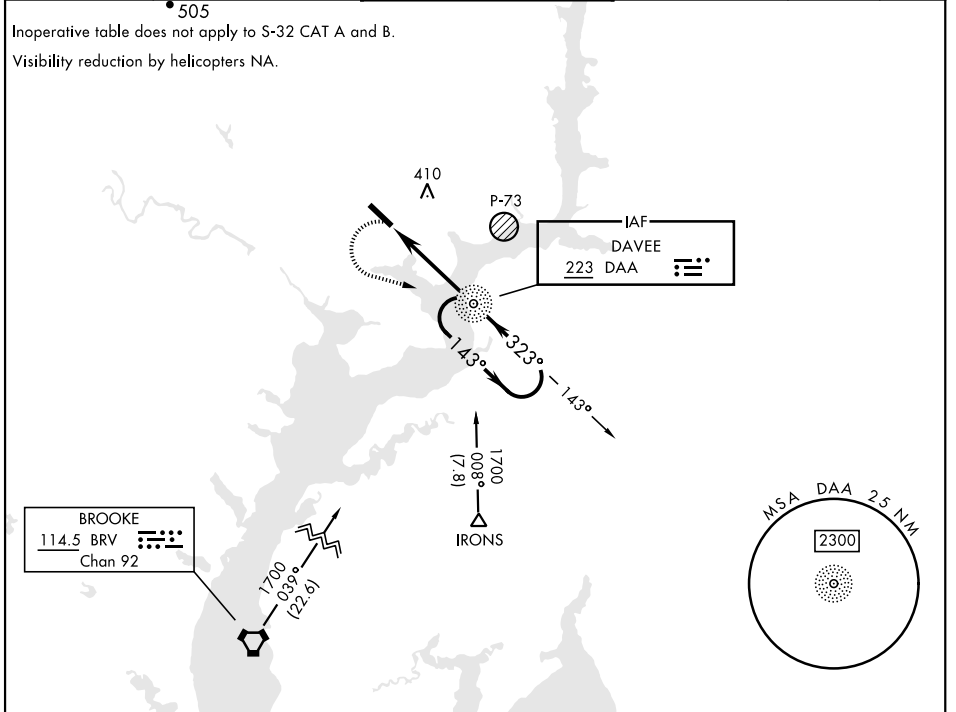 505
Inoperative table does not apply to S-32 CAT A and B.
Visibility reduction by helicopters NA.
410
P-73
IAF
DAVEE
223 DAA
323°
143°
143°
1700
008°
(7.8)
IRONS
BROOKE
114.5 BRV
Chan 92
1700
039°
(22.6)
MSA DAA 25 NM
2300